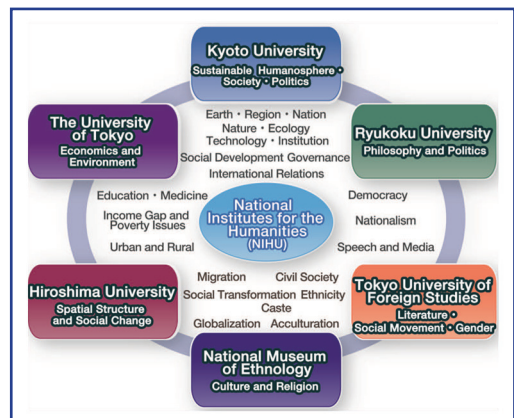 Kyoto University
Sustainable Humanosphere・
Society・Politics
The University
of Tokyo
Economics and
Environment
Earth・Region・Nation
Nature・Ecology
Technology・Institution
Social Development Governance
International Relations
Ryukoku University
Philosophy and Politics
Education・Medicine
Income Gap and
Poverty Issues
Urban and Rural
National
Institutes for the
Humanities
(NIHU)
Democracy
Nationalism
Speech and Media
Hiroshima University
Spatial Structure
and Social Change
Migration Civil Society
Social Transformation Ethnicity
Caste
Globalization Acculturation
Tokyo University of
Foreign Studies
Literature・
Social Movement・Gender
National Museum
of Ethnology
Culture and Religion